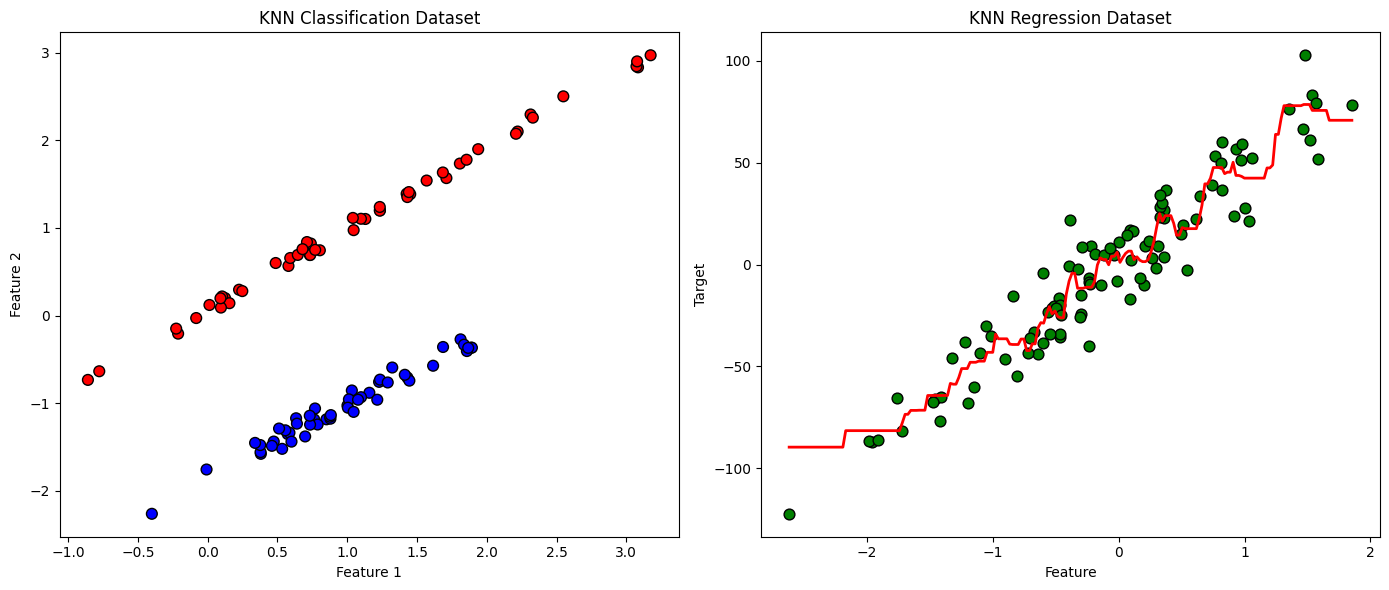 KNN Classification Dataset
3
2
1
0
−1
−2
Feature 2
−1.0 −0.5 0.0 0.5 1.0 1.5 2.0 2.5 3.0
Feature 1
KNN Regression Dataset
100
50
0
−50
−100
Target
−2 −1 0 1 2
Feature